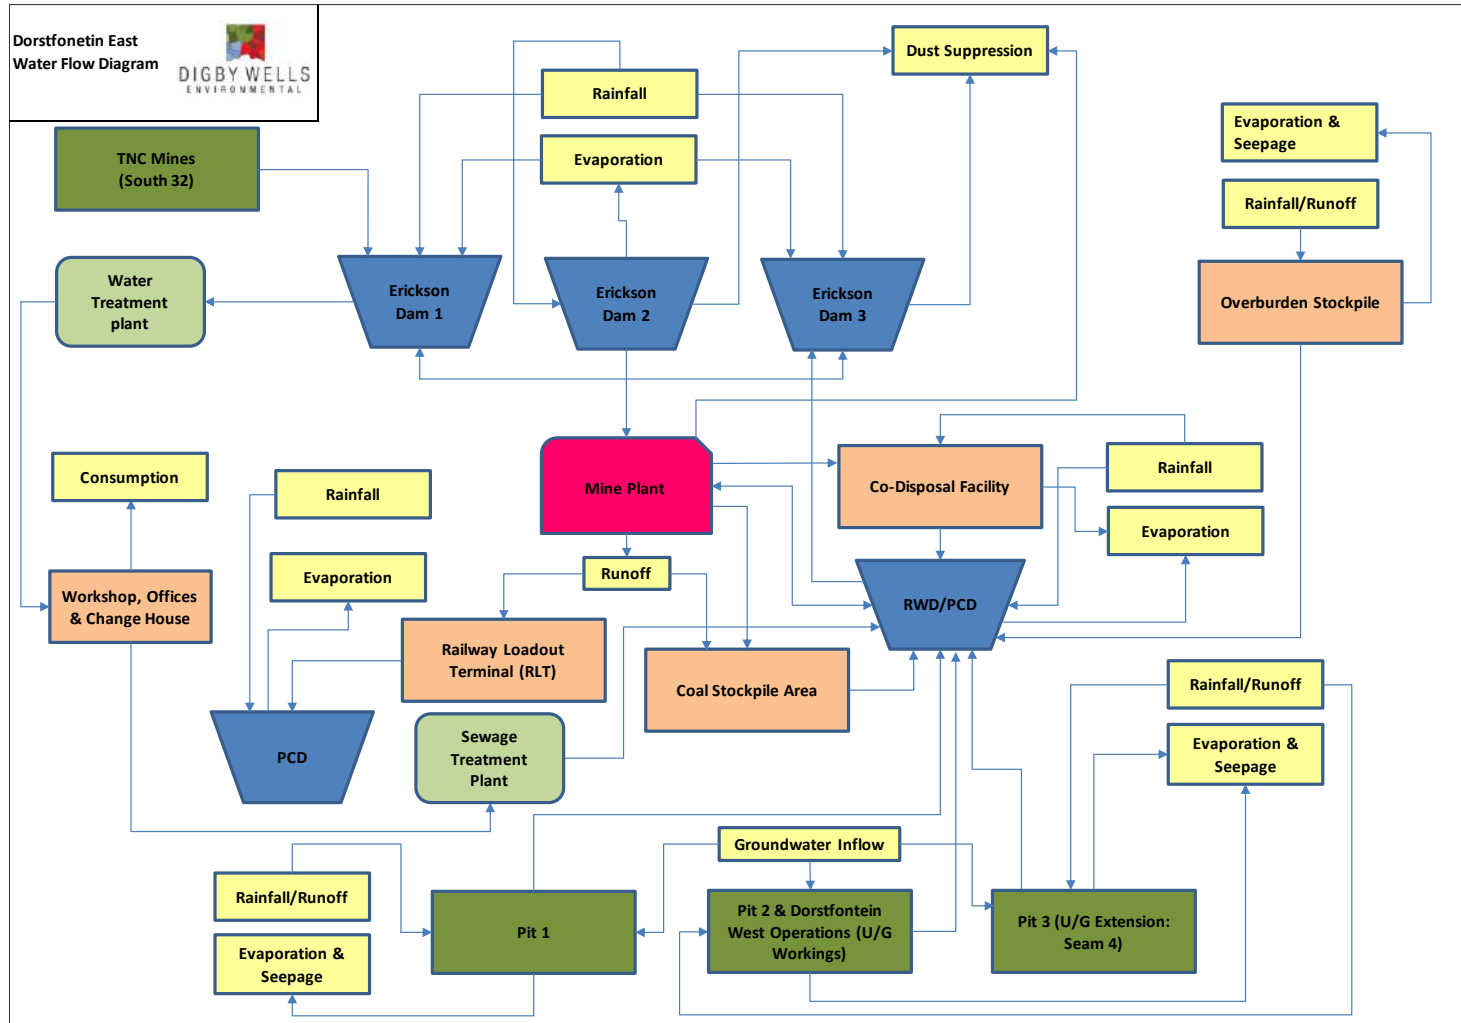 Dorstfonetin East
Water Flow Diagram
DIGBY WELLS
ENVIRONMENTAL
Dust Suppression
Rainfall
Evaporation
TNC Mines
(South 32)
Evaporation &
Seepage
Rainfall/Runoff
Water
Treatment
plant
Erickson
Dam 1
Erickson
Dam 2
Erickson
Dam 3
Overburden Stockpile
Consumption
Rainfall
Mine Plant
Co-Disposal Facility
Rainfall
Evaporation
Evaporation
Runoff
Workshop, Offices
& Change House
RWD/PCD
Railway Loadout
Terminal (RLT)
Coal Stockpile Area
Rainfall/Runoff
PCD
Sewage
Treatment
Plant
Evaporation &
Seepage
Groundwater Inflow
Rainfall/Runoff
Evaporation &
Seepage
Pit 1
Pit 2 & Dorstfontein
West Operations (U/G
Workings)
Pit 3 (U/G Extension:
Seam 4)